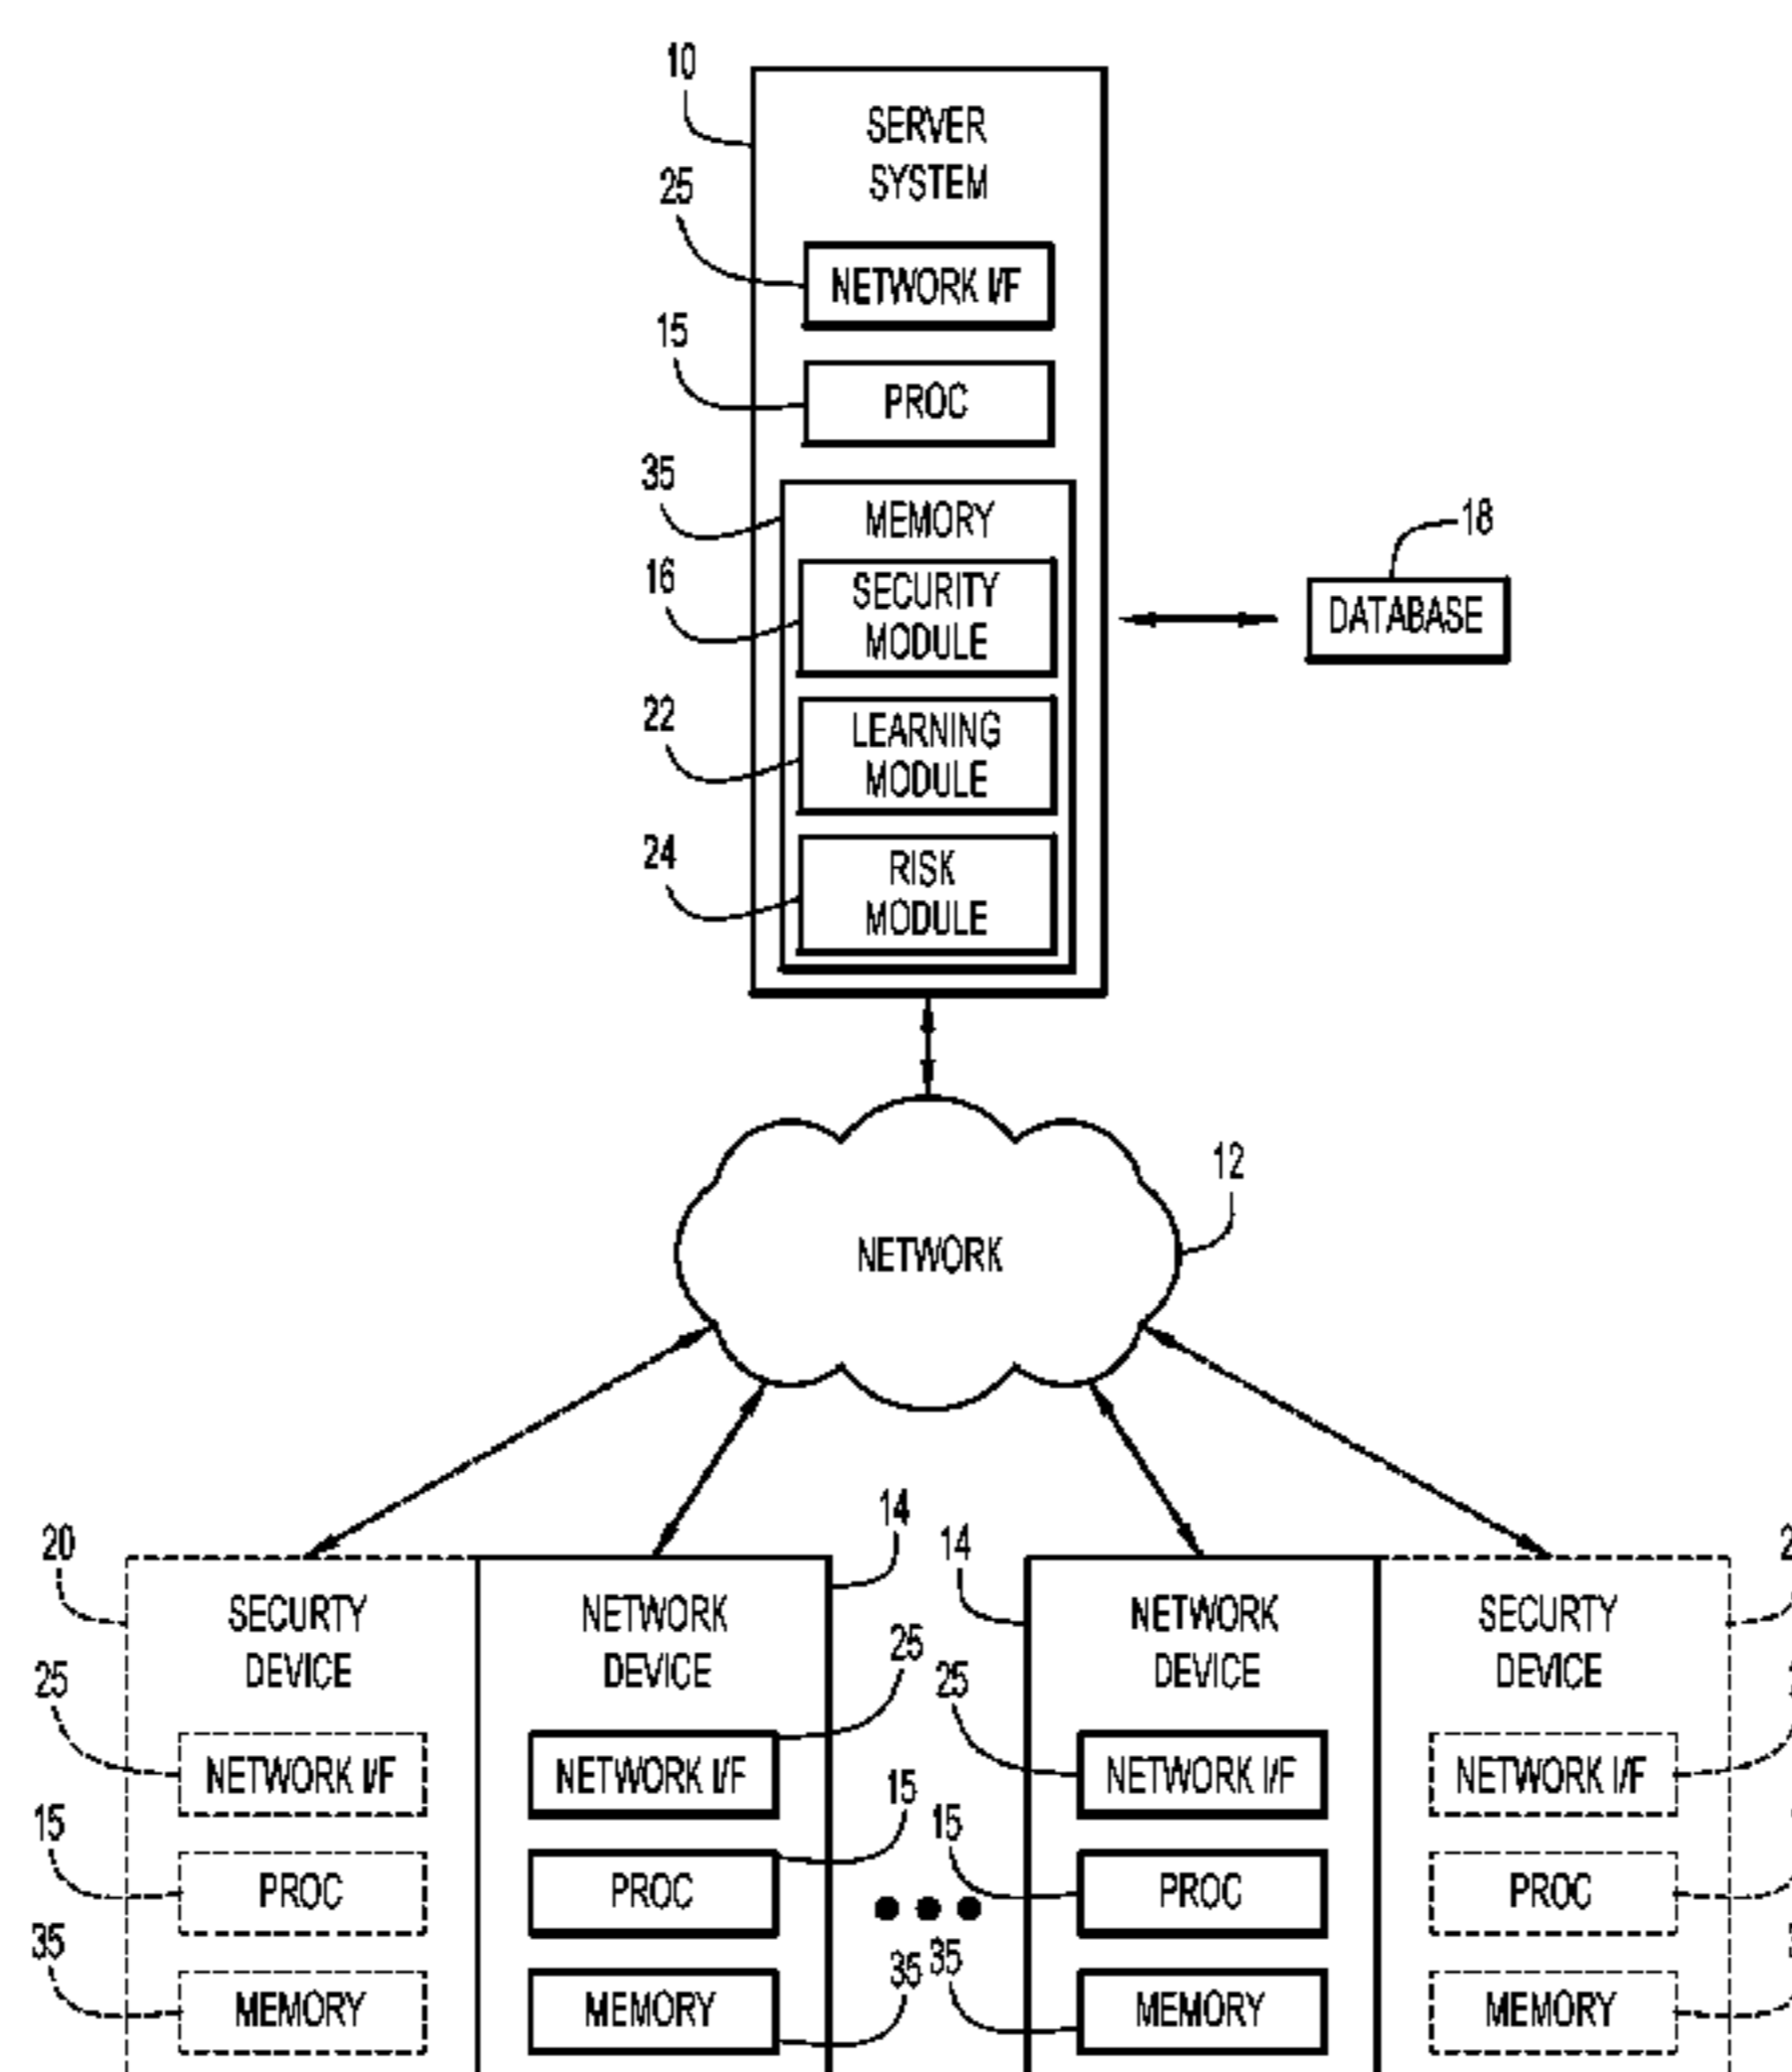 10
SERVER
SYSTEM
25
NETWORK I/F
15
PROC
35
MEMORY
16
SECURITY
MODULE
18
DATABASE
22
LEARNING
MODULE
24
RISK
MODULE
12
NETWORK
20
SECURTY
DEVICE
25
NETWORK I/F
15
PROC
35
MEMORY
14
NETWORK
DEVICE
25
NETWORK I/F
15
PROC
35
MEMORY
14
NETWORK
DEVICE
25
NETWORK I/F
15
PROC
35
MEMORY
SECURTY
DEVICE
NETWORK I/F
PROC
MEMORY